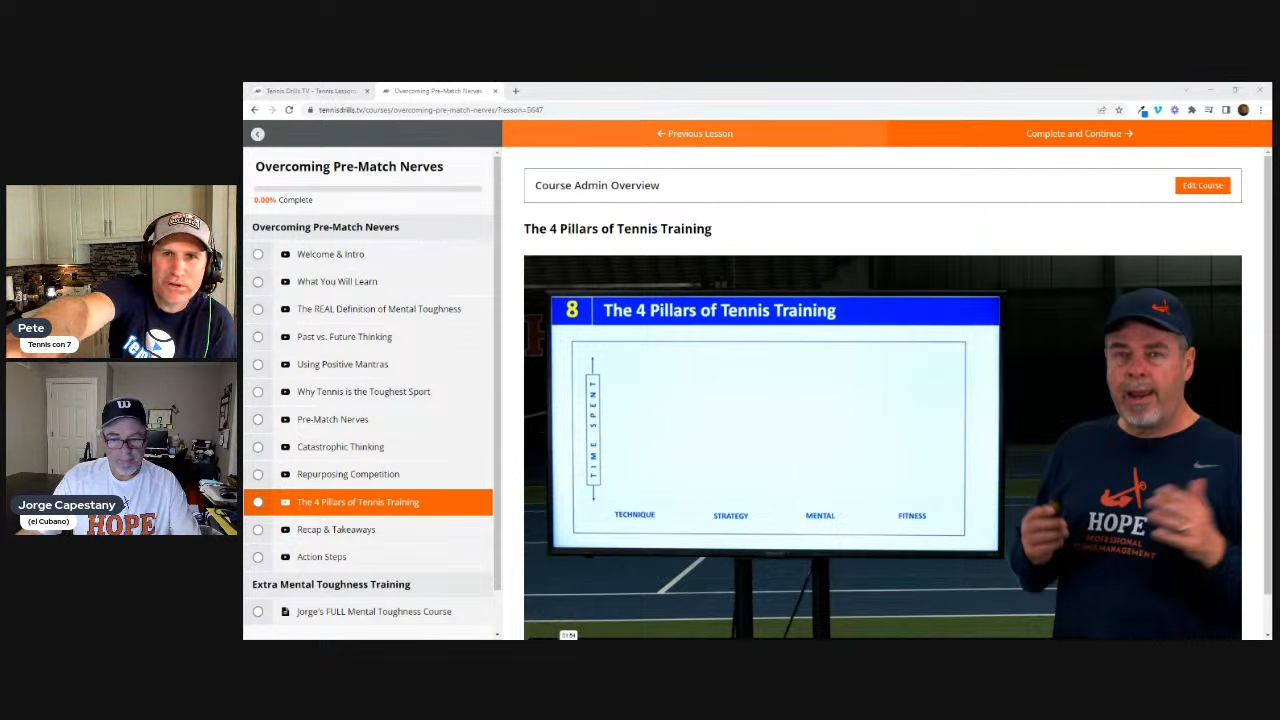 Tennis Drills TV - Tennis Lessons
Overcoming Pre-Match Nerves
tennisdrills.tv/courses/overcoming-pre-match-nerves/?lesson=5647
← Previous Lesson
Complete and Continue →
Overcoming Pre-Match Nerves
0.00% Complete
Overcoming Pre-Match Nevers
Welcome & Intro
What You Will Learn
The REAL Definition of Mental Toughness
Past vs. Future Thinking
Using Positive Mantras
Why Tennis is the Toughest Sport
Pre-Match Nerves
Catastrophic Thinking
Repurposing Competition
The 4 Pillars of Tennis Training
Recap & Takeaways
Action Steps
Extra Mental Toughness Training
Jorge's FULL Mental Toughness Course
Course Admin Overview
Edit Course
The 4 Pillars of Tennis Training
8 The 4 Pillars of Tennis Training
TIME SPENT
TECHNIQUE STRATEGY MENTAL FITNESS
HOPE
PROFESSIONAL
MANAGEMENT
01:54
Pete
Tennis con 7
W
Jorge Capestany
(el Cubano)
HOPE